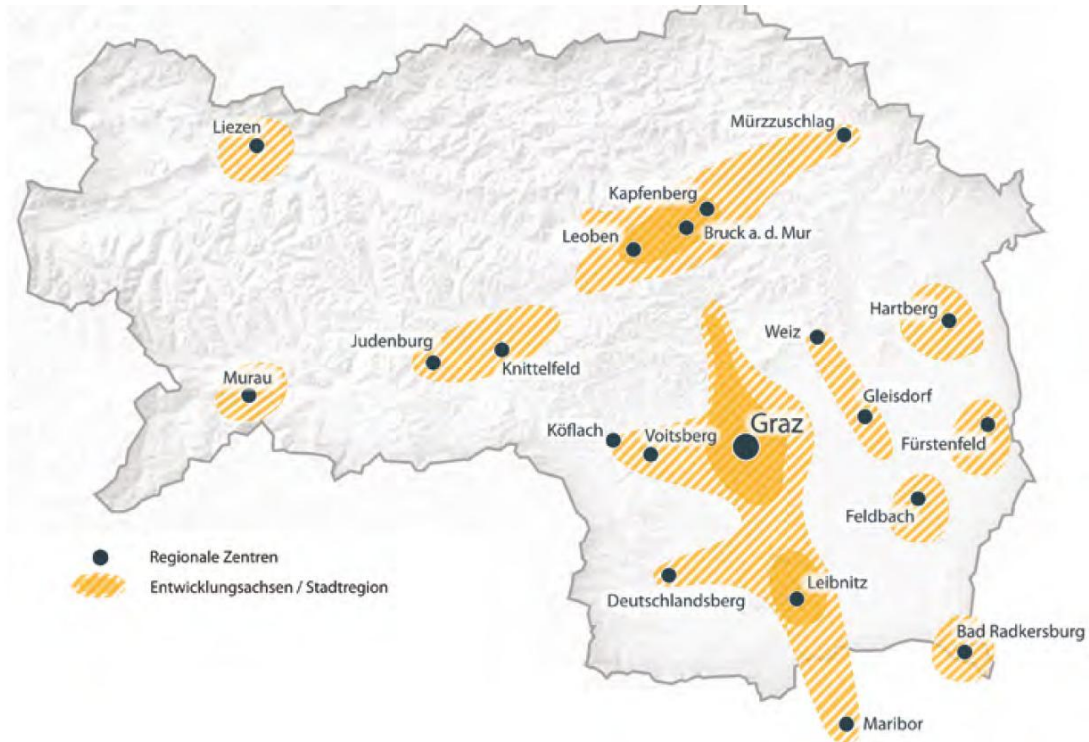 Liezen
Mürzzuschlag
Kapfenberg
Bruck a. d. Mur
Leoben
Hartberg
Weiz
Judenburg
Knittelfeld
Murau
Gleisdorf
Graz
Köflach
Voitsberg
Fürstenfeld
Feldbach
Regionale Zentren
Entwicklungsachsen / Stadtregion
Leibnitz
Deutschlandsberg
Bad Radkersburg
Maribor